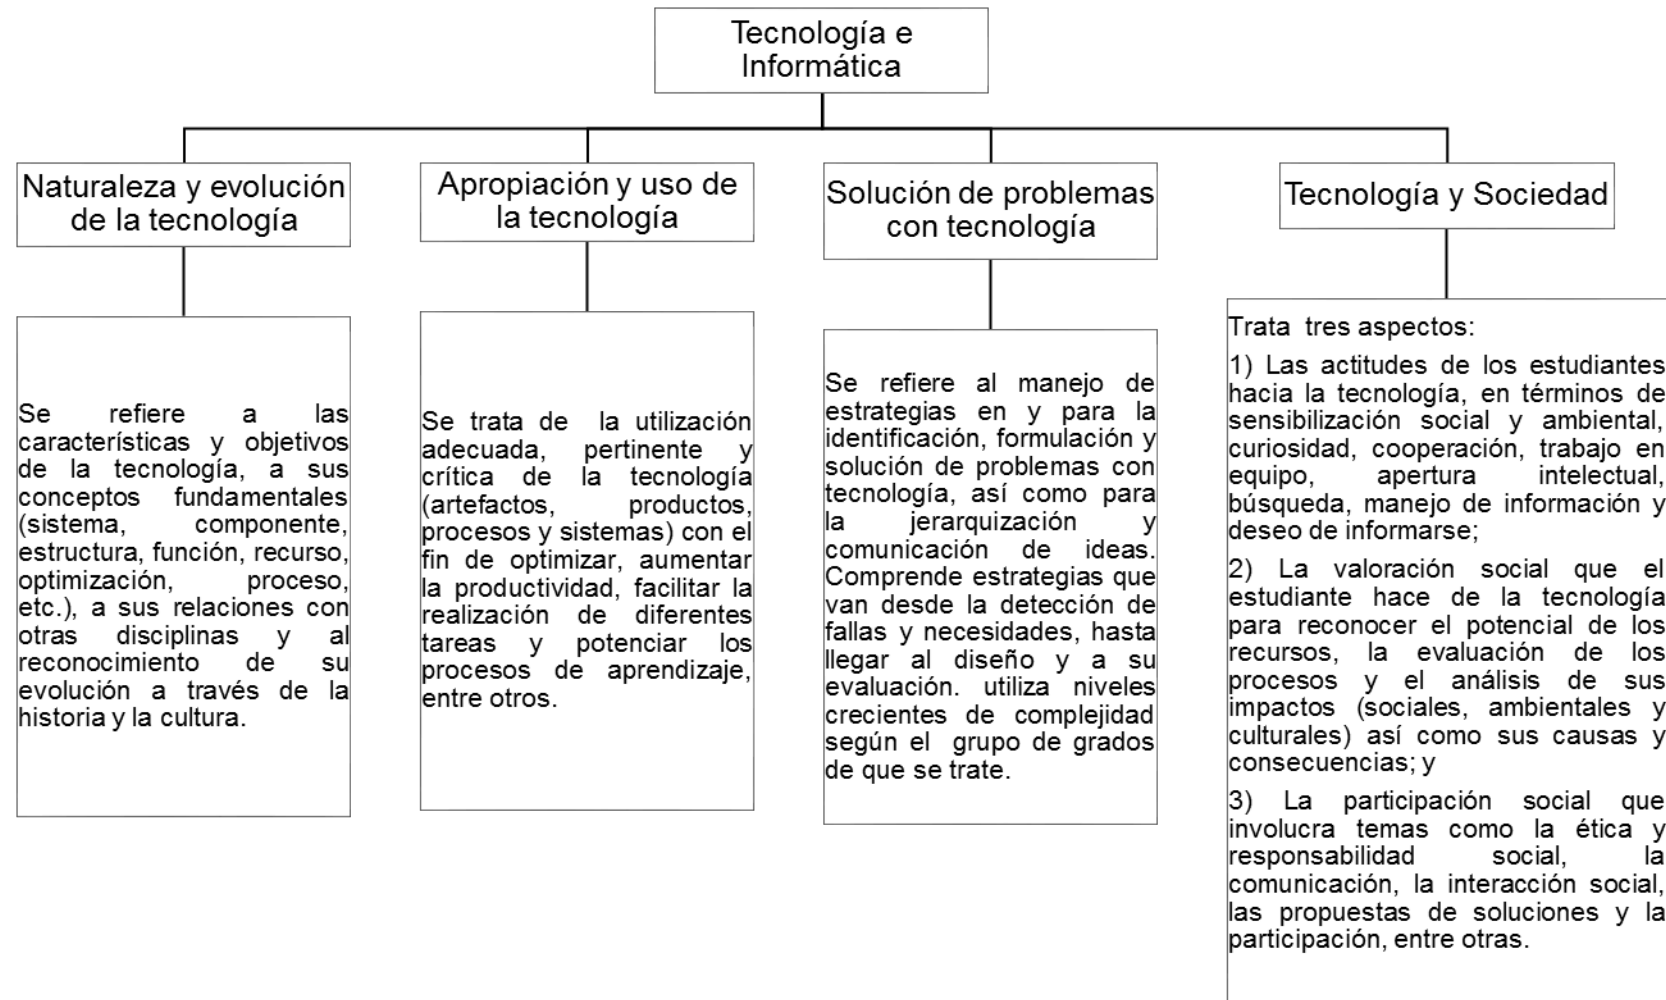 Tecnología e
Informática
Naturaleza y evolución
de la tecnología
Apropiación y uso de
la tecnología
Solución de problemas
con tecnología
Tecnología y Sociedad
Se refiere a las
características y objetivos
de la tecnología, a sus
conceptos fundamentales
(sistema, componente,
estructura, función, recurso,
optimización, proceso,
etc.), a sus relaciones con
otras disciplinas y al
reconocimiento de su
evolución a través de la
historia y la cultura.
Se trata de la utilización
adecuada, pertinente y
crítica de la tecnología
(artefactos, productos,
procesos y sistemas) con el
fin de optimizar, aumentar
la productividad, facilitar la
realización de diferentes
tareas y potenciar los
procesos de aprendizaje,
entre otros.
Se refiere al manejo de
estrategias en y para la
identificación, formulación y
solución de problemas con
tecnología, así como para
la jerarquización y
comunicación de ideas.
Comprende estrategias que
van desde la detección de
fallas y necesidades, hasta
llegar al diseño y a su
evaluación. utiliza niveles
crecientes de complejidad
según el grupo de grados
de que se trate.
Trata tres aspectos:
1) Las actitudes de los estudiantes
hacia la tecnología, en términos de
sensibilización social y ambiental,
curiosidad, cooperación, trabajo en
equipo, apertura intelectual,
búsqueda, manejo de información y
deseo de informarse;
2) La valoración social que el
estudiante hace de la tecnología
para reconocer el potencial de los
recursos, la evaluación de los
procesos y el análisis de sus
impactos (sociales, ambientales y
culturales) así como sus causas y
consecuencias; y
3) La participación social que
involucra temas como la ética y
responsabilidad social, la
comunicación, la interacción social,
las propuestas de soluciones y la
participación, entre otras.